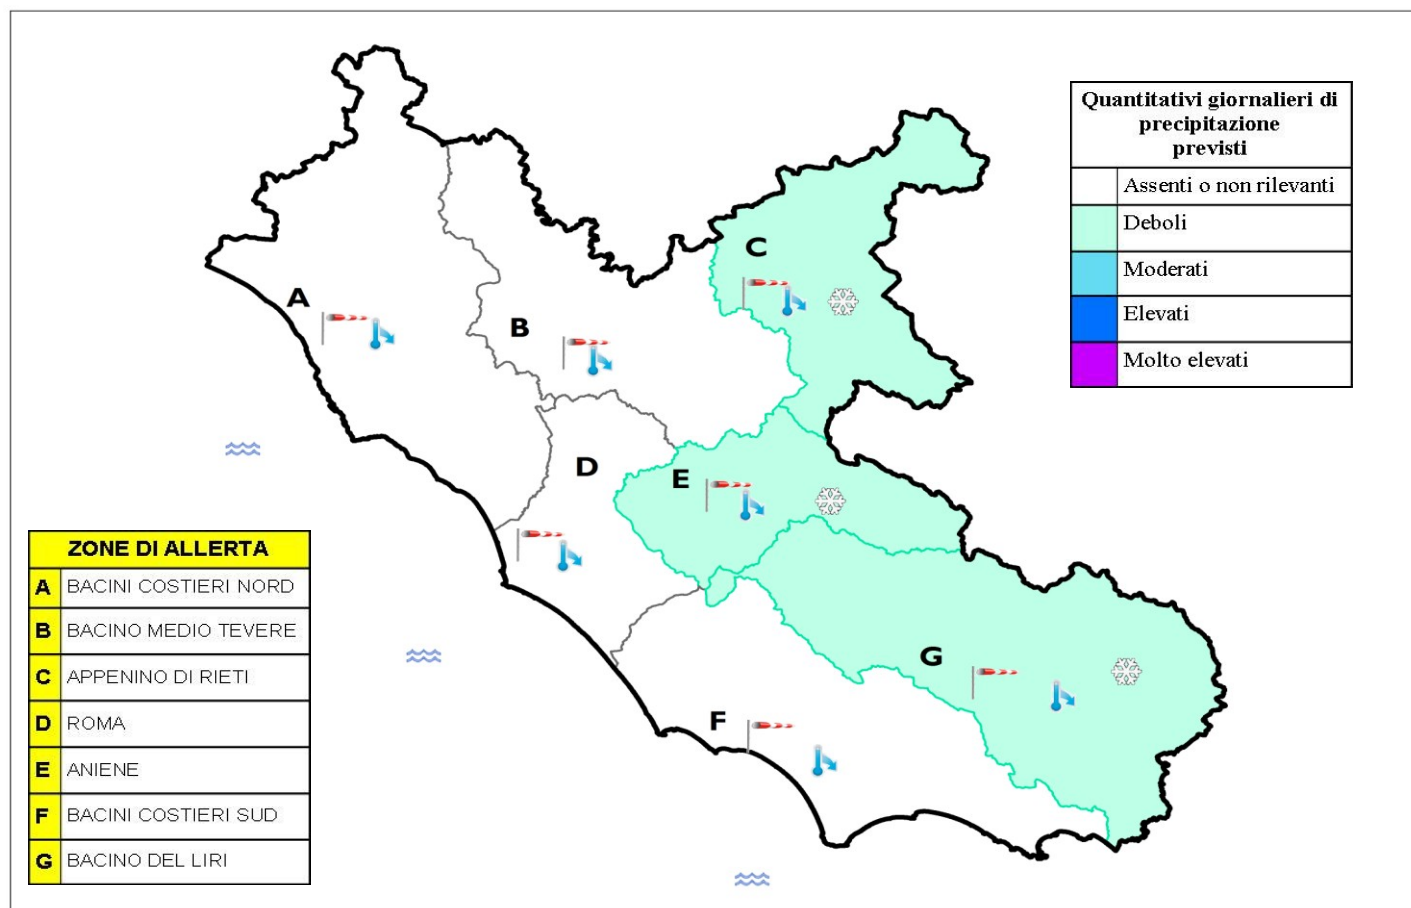 Quantitativi giornalieri di
precipitazione
previsti
Assenti o non rilevanti
Deboli
Moderati
Elevati
Molto elevati
C
A
B
D
E
G
F
ZONE DI ALLERTA
A BACINI COSTIERI NORD
B BACINO MEDIO TEVERE
C APPENINO DI RIETI
D ROMA
E ANIENE
F BACINI COSTIERI SUD
G BACINO DEL LIRI